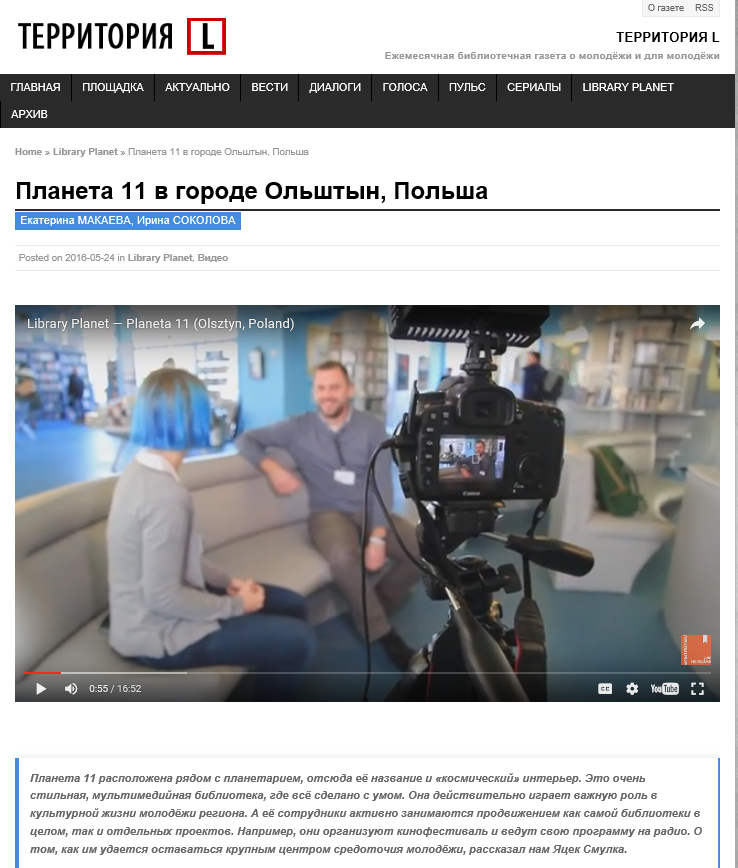 О газете RSS
ТЕРРИТОРИЯ L
ТЕРРИТОРИЯ L
Ежемесячная библиотечная газета о молодёжи и для молодёжи
ГЛАВНАЯ ПЛОЩАДКА АКТУАЛЬНО ВЕСТИ ДИАЛОГИ ГОЛОСА ПУЛЬС СЕРИАЛЫ LIBRARY PLANET
АРХИВ
Home » Library Planet » Планета 11 в городе Ольштын, Польша
Планета 11 в городе Ольштын, Польша
Екатерина МАКАЕВА, Ирина СОКОЛОВА
Posted on 2016-05-24 in Library Planet, Видео
Library Planet — Planeta 11 (Olsztyn, Poland)
Canon
0:55 / 16:52 CC YouTube
Планета 11 расположена рядом с планетарием, отсюда её название и «космический» интерьер. Это очень
стильная, мультимедийная библиотека, где всё сделано с умом. Она действительно играет важную роль в
культурной жизни молодёжи региона. А её сотрудники активно занимаются продвижением как самой библиотеки в
целом, так и отдельных проектов. Например, они организуют кинофестиваль и ведут свою программу на радио. О
том, как им удается оставаться крупным центром средоточия молодёжи, рассказал нам Яцек Смулка.